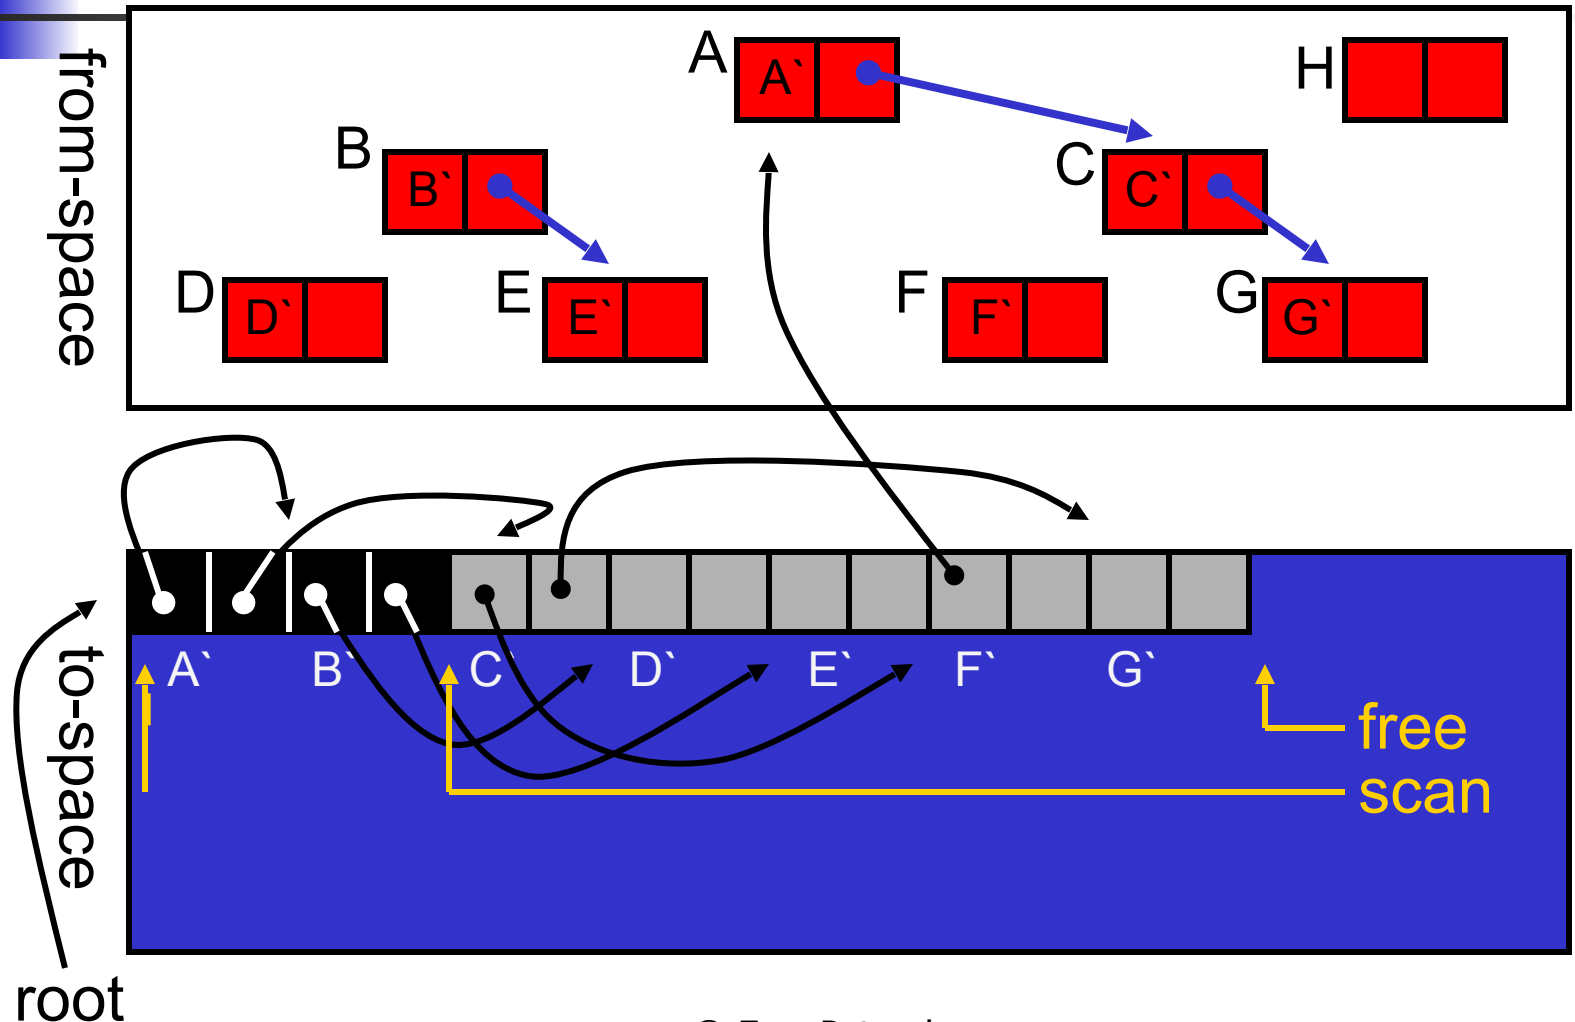 from-space
A
A`
H
B
B`
C
C`
D
D`
E
E`
F
F`
G
G`
to-space
A`
B`
C`
D`
E`
F`
G`
free
scan
root